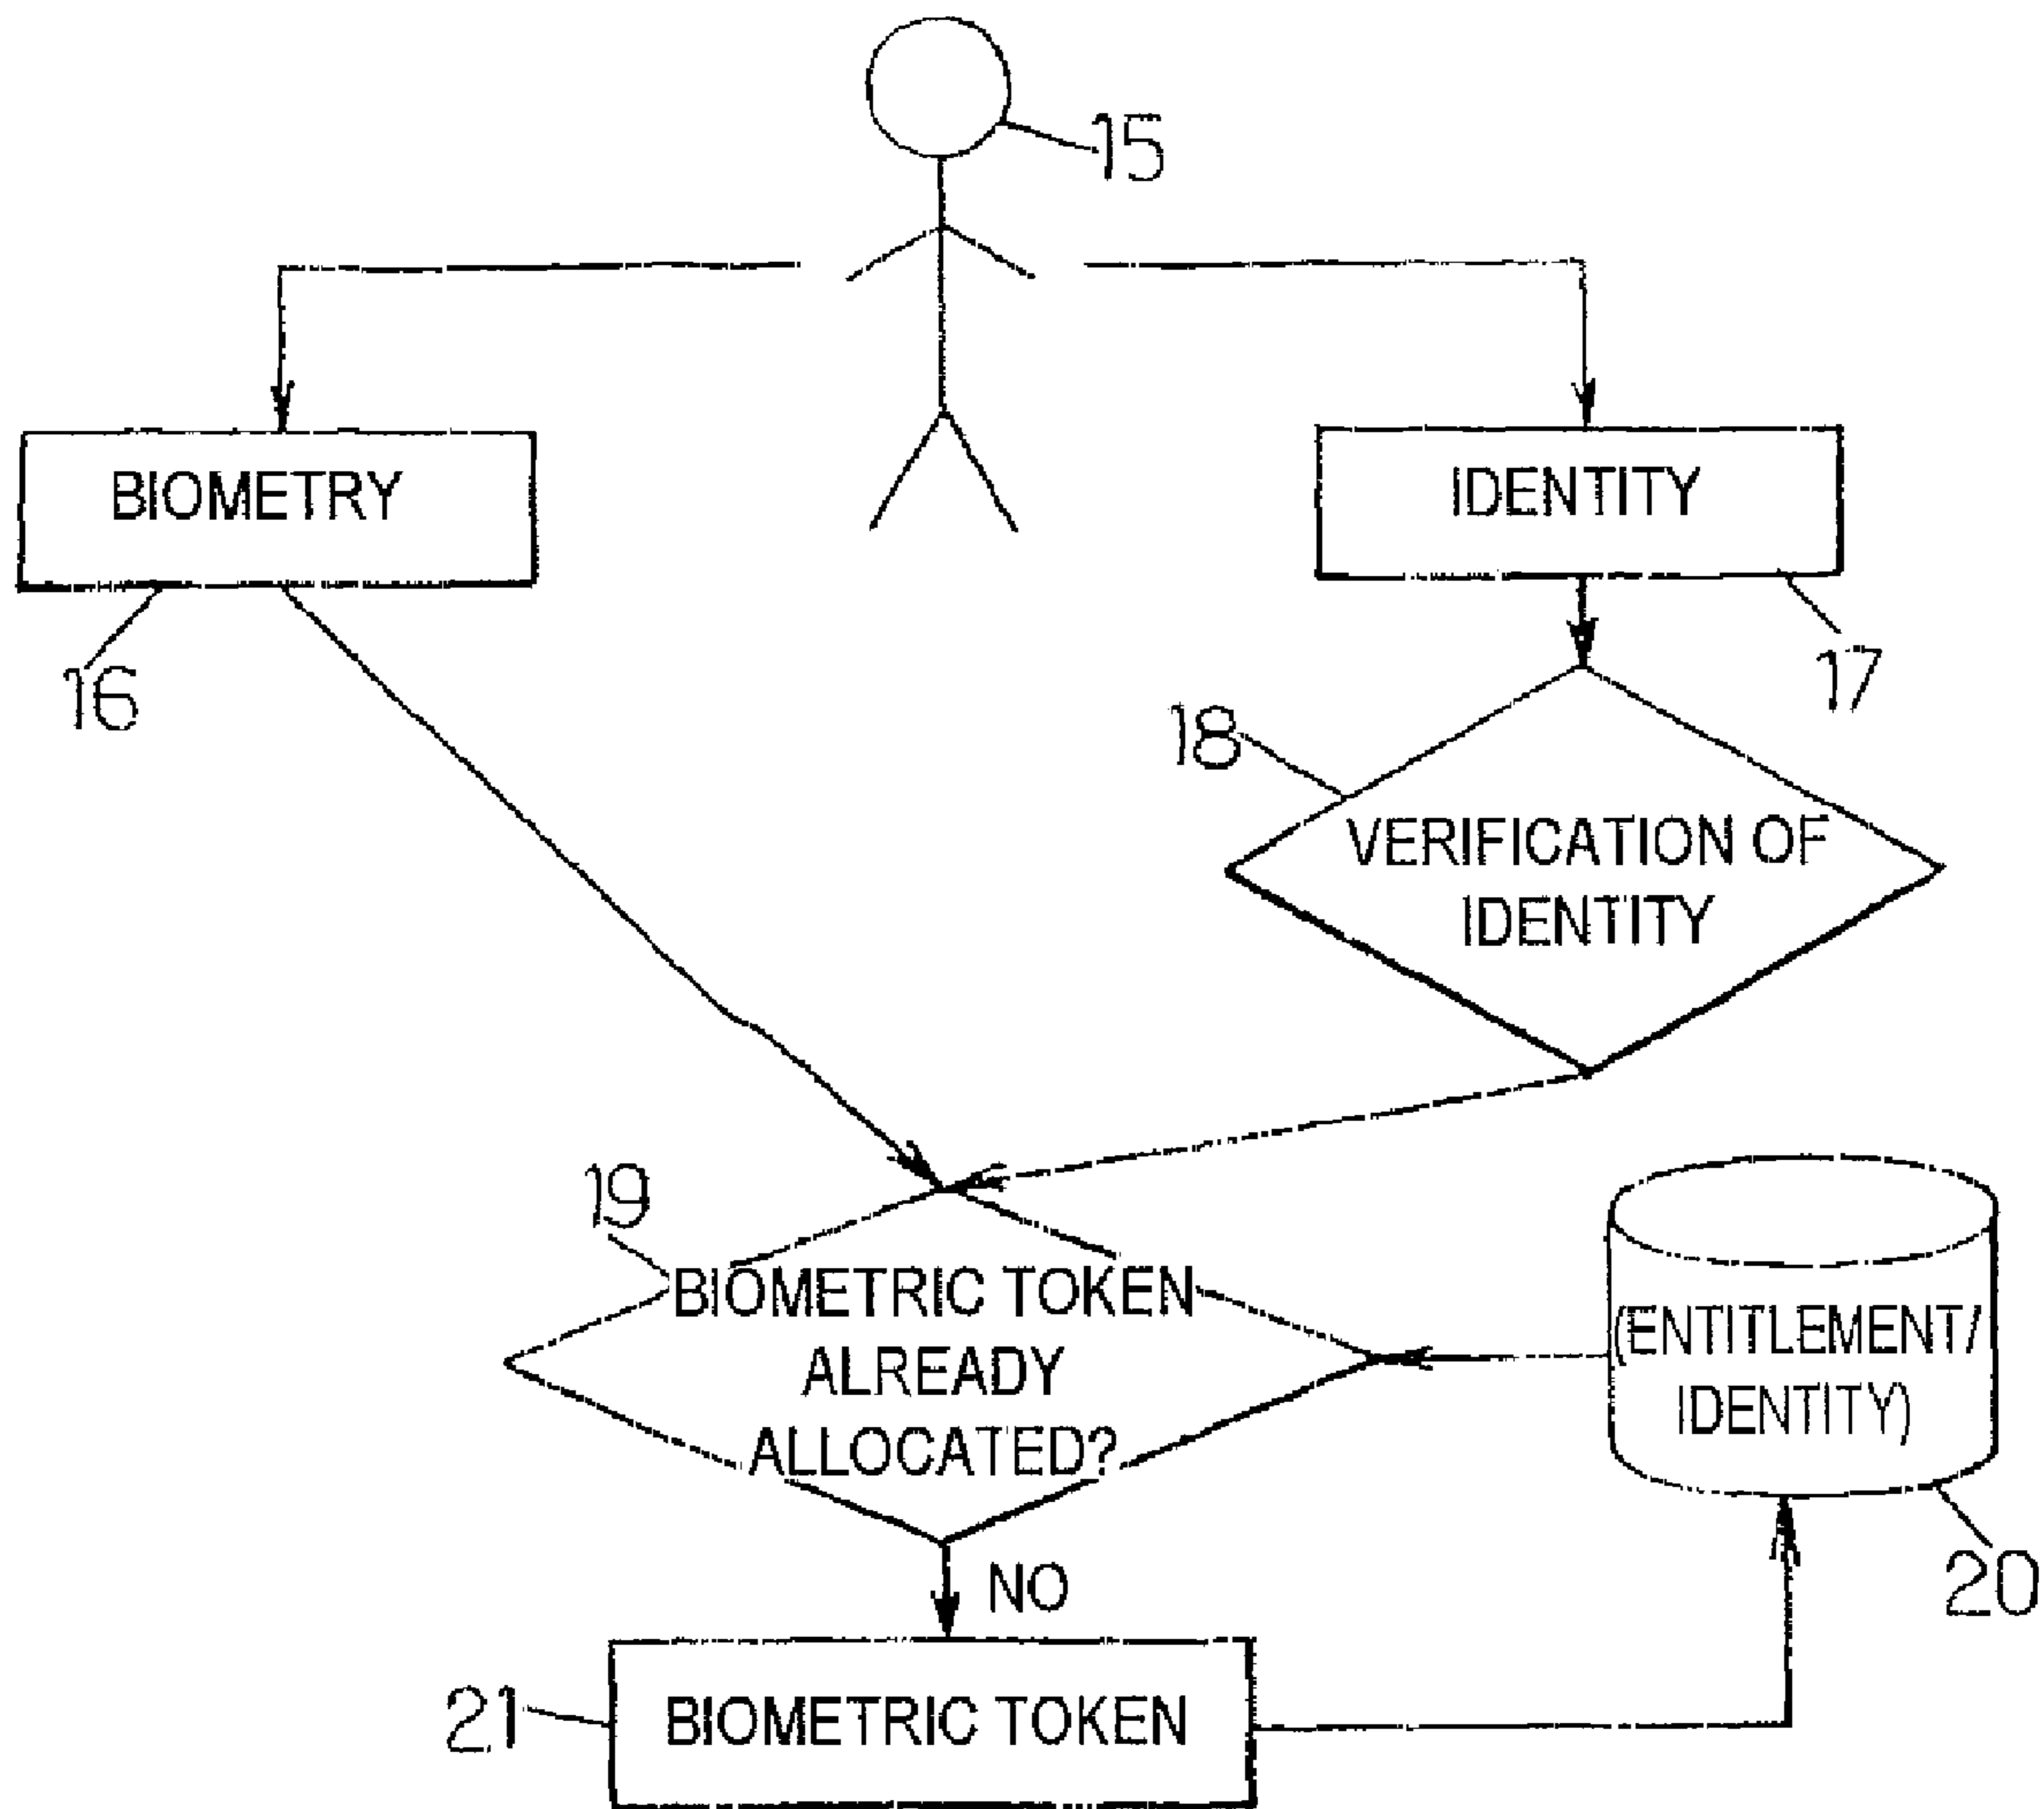 15
BIOMETRY
IDENTITY
16
17
18
VERIFICATION OF
IDENTITY
19
BIOMETRIC TOKEN
ALREADY
ALLOCATED?
(ENTITLEMENT/
IDENTITY)
20
NO
21
BIOMETRIC TOKEN